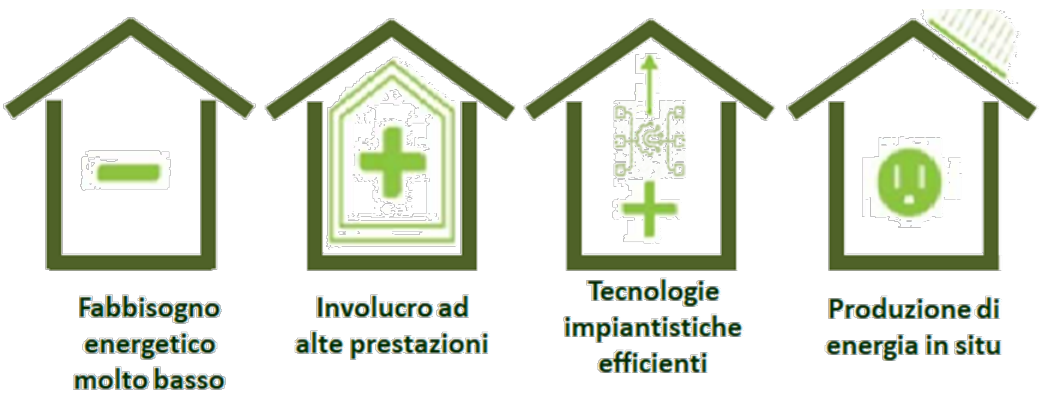 Fabbisogno
energetico
molto basso
Involucro ad
alte prestazioni
Tecnologie
impiantistiche
efficienti
Produzione di
energia in situ